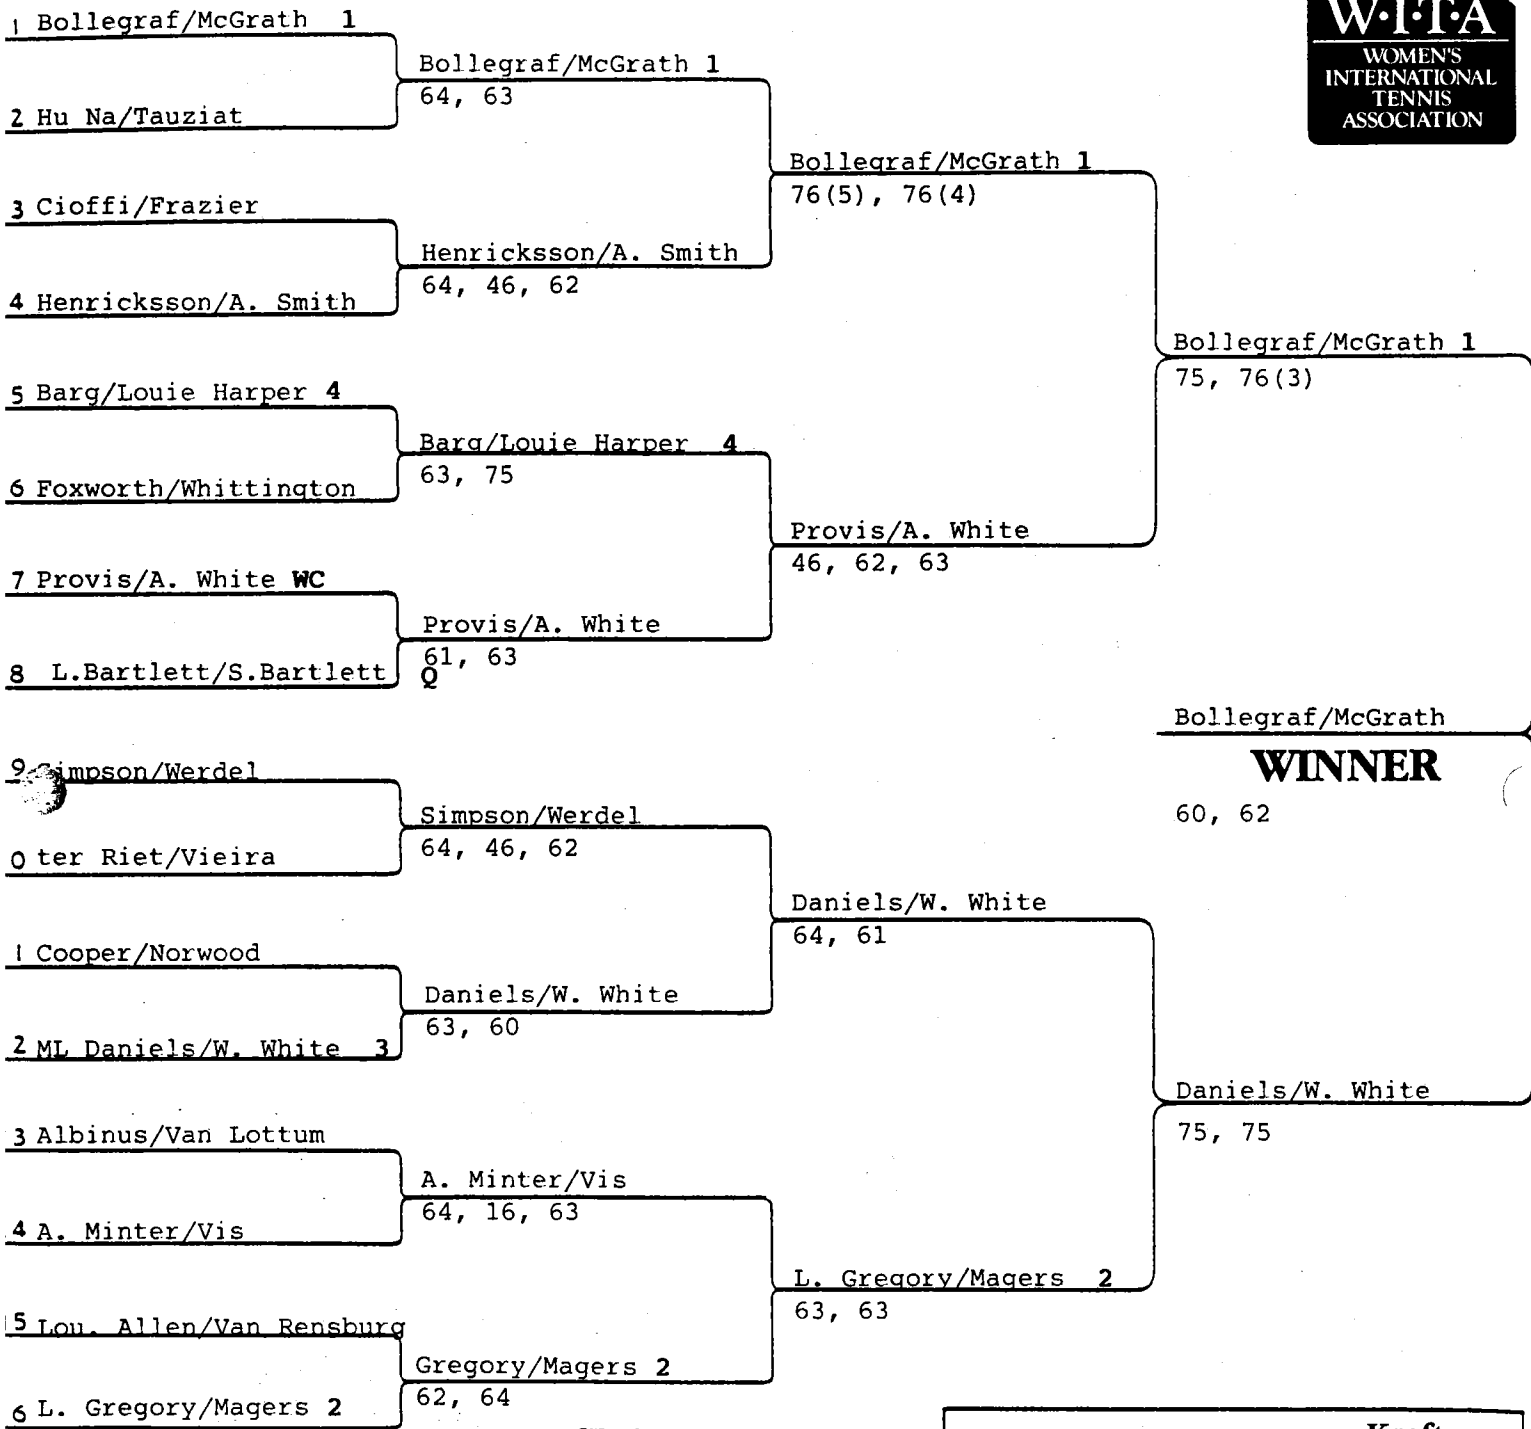 W·I·T·A
WOMEN'S
INTERNATIONAL
TENNIS
ASSOCIATION
1 Bollegraf/McGrath 1
2 Hu Na/Tauziat
3 Cioffi/Frazier
4 Henricksson/A. Smith
5 Barg/Louie Harper 4
6 Foxworth/Whittington
7 Provis/A. White WC
8 L.Bartlett/S.Bartlett Q
9 Simpson/Werdel
0 ter Riet/Vieira
1 Cooper/Norwood
2 ML Daniels/W. White 3
3 Albinus/Van Lottum
4 A. Minter/Vis
15 Lou. Allen/Van Rensburg
6 L. Gregory/Magers 2
Bollegraf/McGrath 1
64, 63
Henricksson/A. Smith
64, 46, 62
Barg/Louie Harper 4
63, 75
Provis/A. White
61, 63
Simpson/Werdel
64, 46, 62
Daniels/W. White
63, 60
A. Minter/Vis
64, 16, 63
Gregory/Magers 2
62, 64
Bollegraf/McGrath 1
76(5), 76(4)
Provis/A. White
46, 62, 63
Daniels/W. White
64, 61
L. Gregory/Magers 2
63, 63
Bollegraf/McGrath 1
75, 76(3)
Daniels/W. White
75, 75
Bollegraf/McGrath
WINNER
60, 62